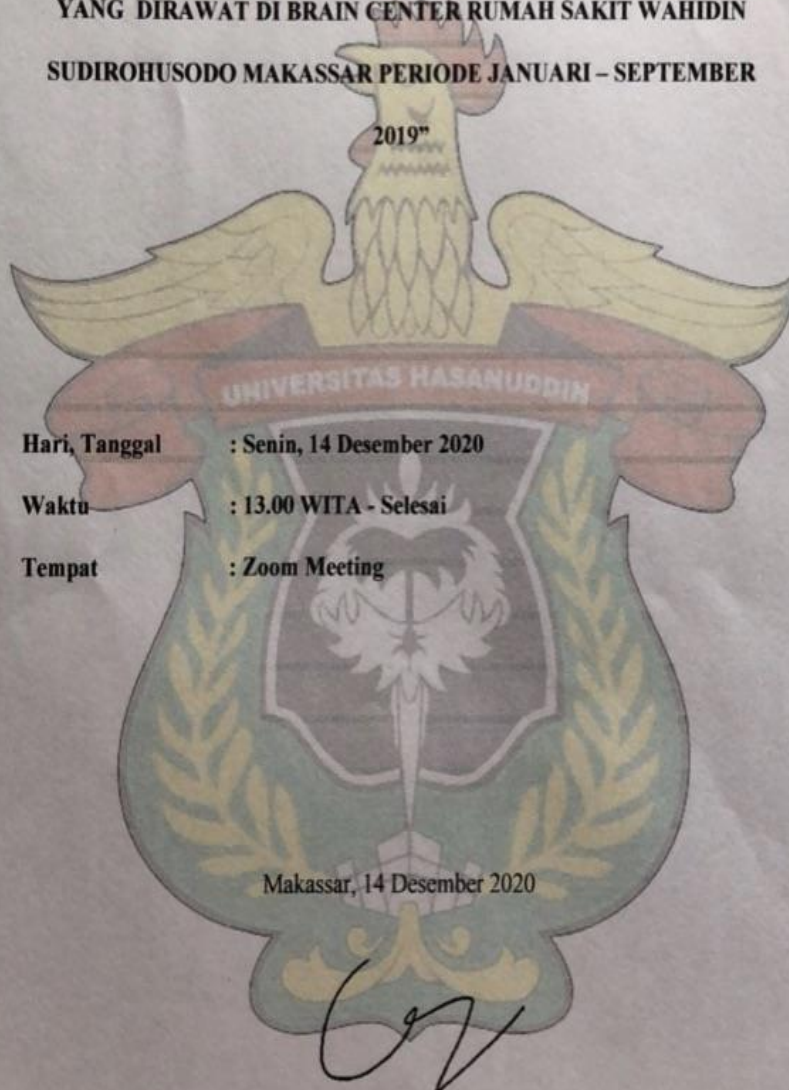 YANG DIRAWAT DI BRAIN CENTER RUMAH SAKIT WAHIDIN
SUDIROHUSODO MAKASSAR PERIODE JANUARI – SEPTEMBER
2019”
UNIVERSITAS HASANUDDIN
Hari, Tanggal : Senin, 14 Desember 2020
Waktu : 13.00 WITA - Selesai
Tempat : Zoom Meeting
Makassar, 14 Desember 2020